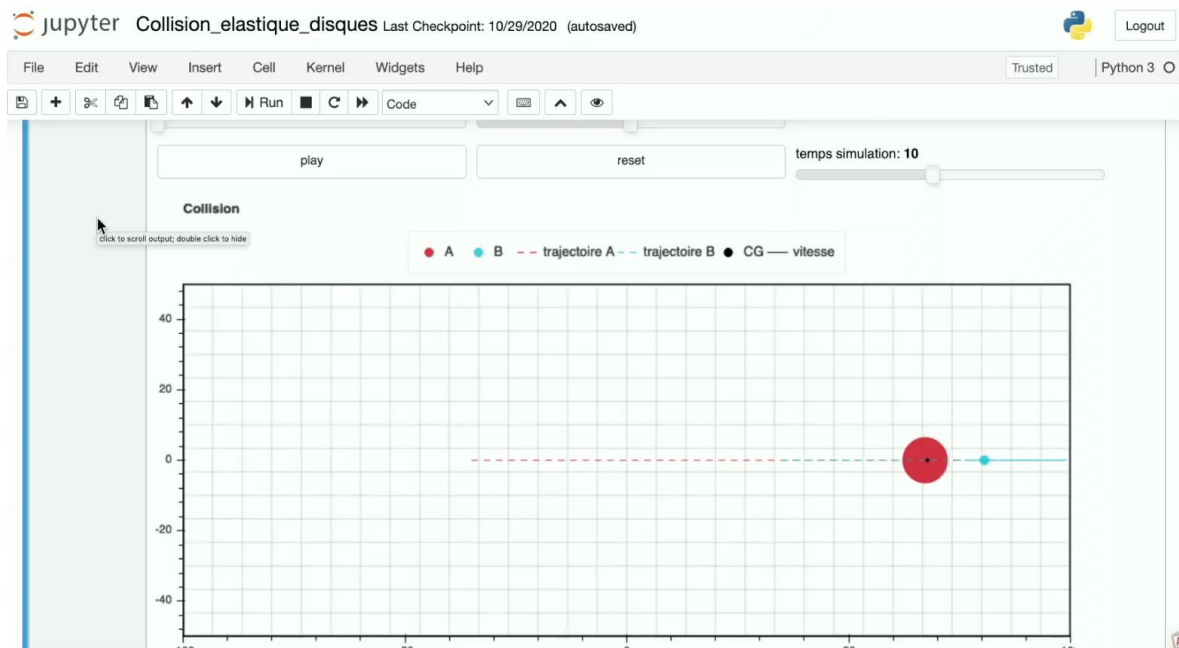 jupyter Collision_elastique_disques Last Checkpoint: 10/29/2020 (autosaved)
Logout
File Edit View Insert Cell Kernel Widgets Help
Trusted
Python 3
Run
Code
play
reset
temps simulation: 10
Collision
click to scroll output; double click to hide
A B trajectoire A trajectoire B CG vitesse
40
20
0
-20
-40